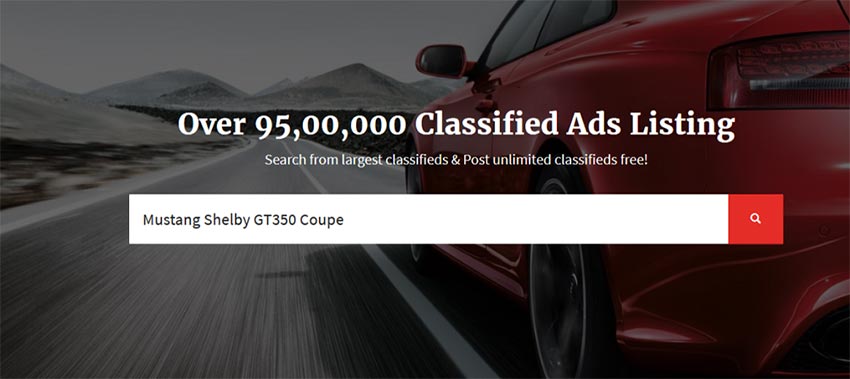 Over 95,00,000 Classified Ads Listing
Search from largest classifieds & Post unlimited classifieds free!
Mustang Shelby GT350 Coupe